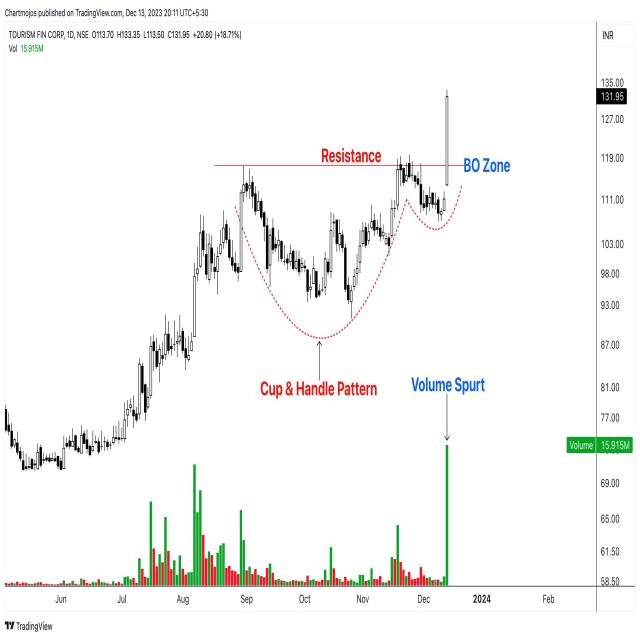 Chartmojos published on TradingView.com, Dec 13, 2023 20:11 UTC+5:30
TOURISM FIN CORP, 1D, NSE O113.70 H133.35 L113.50 C131.95 +20.80 (+18.71%)
INR
Vol 15.915M
135.00
131.95
127.00
119.00
Resistance
BO Zone
111.00
103.00
98.00
93.00
87.00
81.00
Cup & Handle Pattern
Volume Spurt
77.00
Volume 15.915M
69.00
65.00
61.50
58.50
Jun Jul Aug Sep Oct Nov Dec 2024 Feb
TradingView